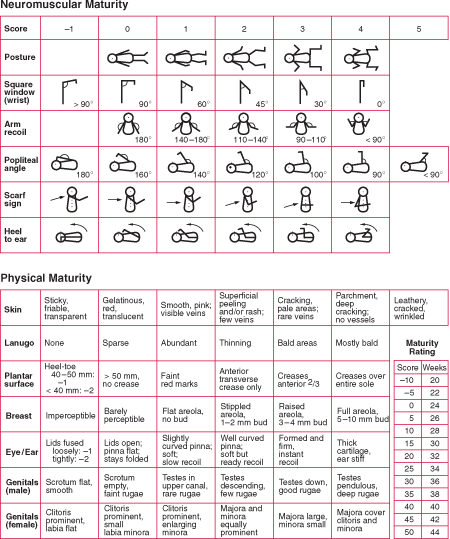 Neuromuscular Maturity
Score –1 0 1 2 3 4 5
Posture
Square window (wrist) > 90° 90° 60° 45° 30° 0°
Arm recoil 180° 140–180° 110–140° 90–110° < 90°
Popliteal angle 180° 160° 140° 120° 100° 90° < 90°
Scarf sign
Heel to ear
Physical Maturity
Skin
Sticky, friable, transparent
Gelatinous, red, translucent
Smooth, pink; visible veins
Superficial peeling and/or rash; few veins
Cracking, pale areas; rare veins
Parchment, deep cracking; no vessels
Leathery, cracked, wrinkled
Lanugo
None
Sparse
Abundant
Thinning
Bald areas
Mostly bald
Plantar surface
Heel-toe 40–50 mm: –1 < 40 mm: –2
> 50 mm, no crease
Faint red marks
Anterior transverse crease only
Creases anterior 2/3
Creases over entire sole
Breast
Imperceptible
Barely perceptible
Flat areola, no bud
Stippled areola, 1–2 mm bud
Raised areola, 3–4 mm bud
Full areola, 5–10 mm bud
Eye/Ear
Lids fused loosely: –1 tightly: –2
Lids open; pinna flat; stays folded
Slightly curved pinna; soft; slow recoil
Well curved pinna; soft but ready recoil
Formed and firm, instant recoil
Thick cartilage, ear stiff
Genitals (male)
Scrotum flat, smooth
Scrotum empty, faint rugae
Testes in upper canal, rare rugae
Testes descending, few rugae
Testes down, good rugae
Testes pendulous, deep rugae
Genitals (female)
Clitoris prominent, labia flat
Clitoris prominent, small labia minora
Clitoris prominent, enlarging minora
Majora and minora equally prominent
Majora large, minora small
Majora cover clitoris and minora
Maturity Rating
Score Weeks
–10 20
–5 22
0 24
5 26
10 28
15 30
20 32
25 34
30 36
35 38
40 40
45 42
50 44